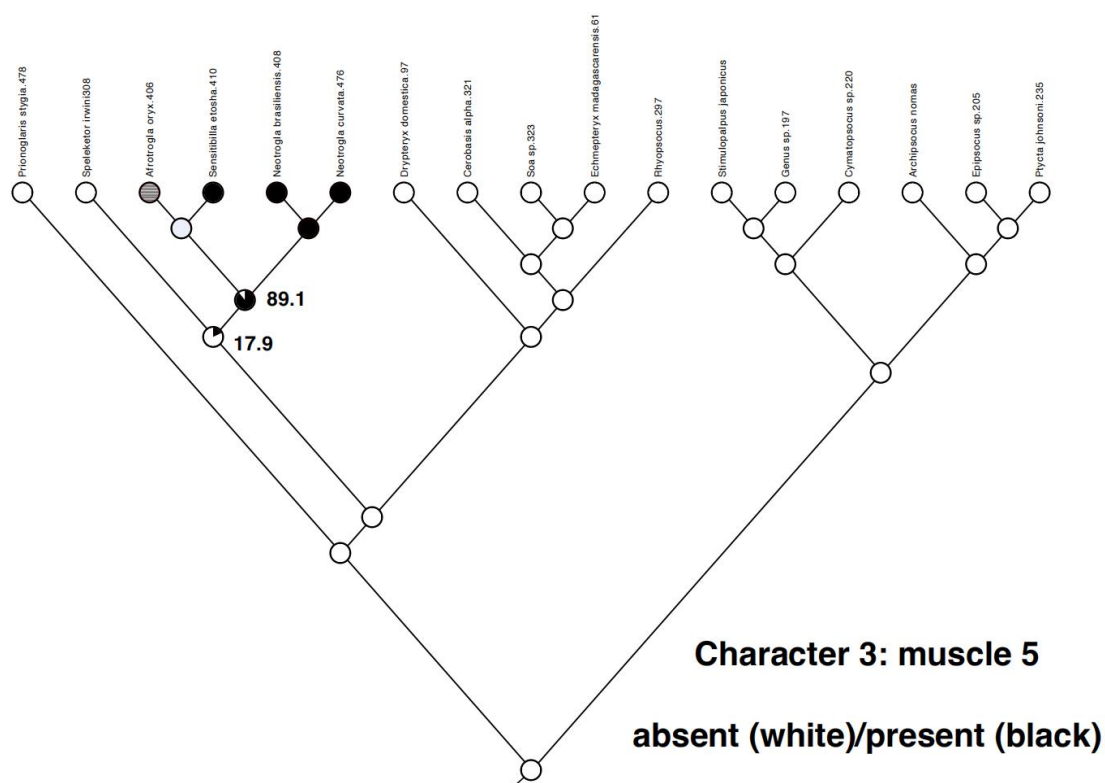 Prionoglaris stygia.478
Speleketor irwini308
Afrotrogla oryx.406
Sensitibilla etosha.410
Neotrogla brasiliensis.408
Neotrogla curvata.476
Drypteryx domestica.97
Cerobasis alpha.321
Soa sp.323
Echmepteryx madagascarensis.61
Rhyopsocus.297
Stimulopalpus japonicus
Genus sp.197
Cymatopsocus sp.220
Archipsocus nomas
Epipsocus sp.205
Ptycta johnsoni.235
89.1
17.9
Character 3: muscle 5
absent (white)/present (black)